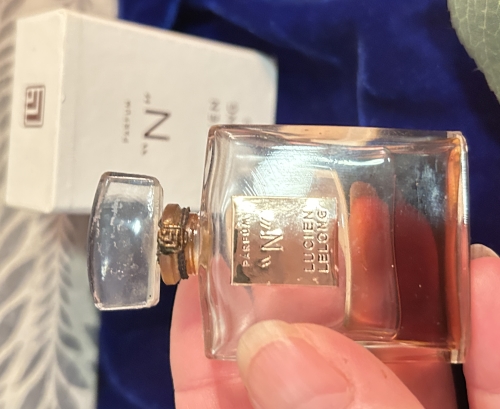 PARFUM
"N"
LUCIEN
LELONG
PARFUM
"N"